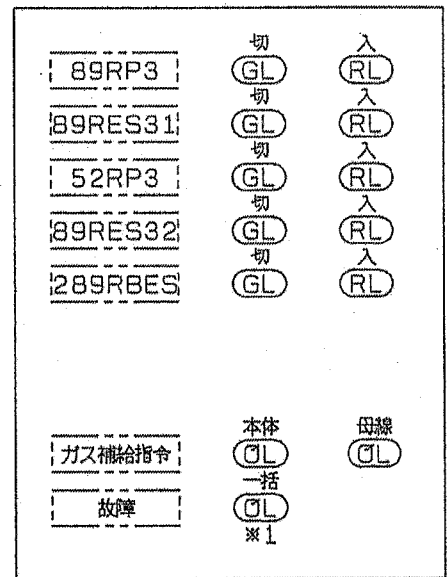 切 入
89RP3 GL RL
切 入
89RES31 GL RL
切 入
52RP3 GL RL
切 入
89RES32 GL RL
切 入
289RBES GL RL
本体 母線
ガス補給指令 OL OL
一括
故障 OL
※1